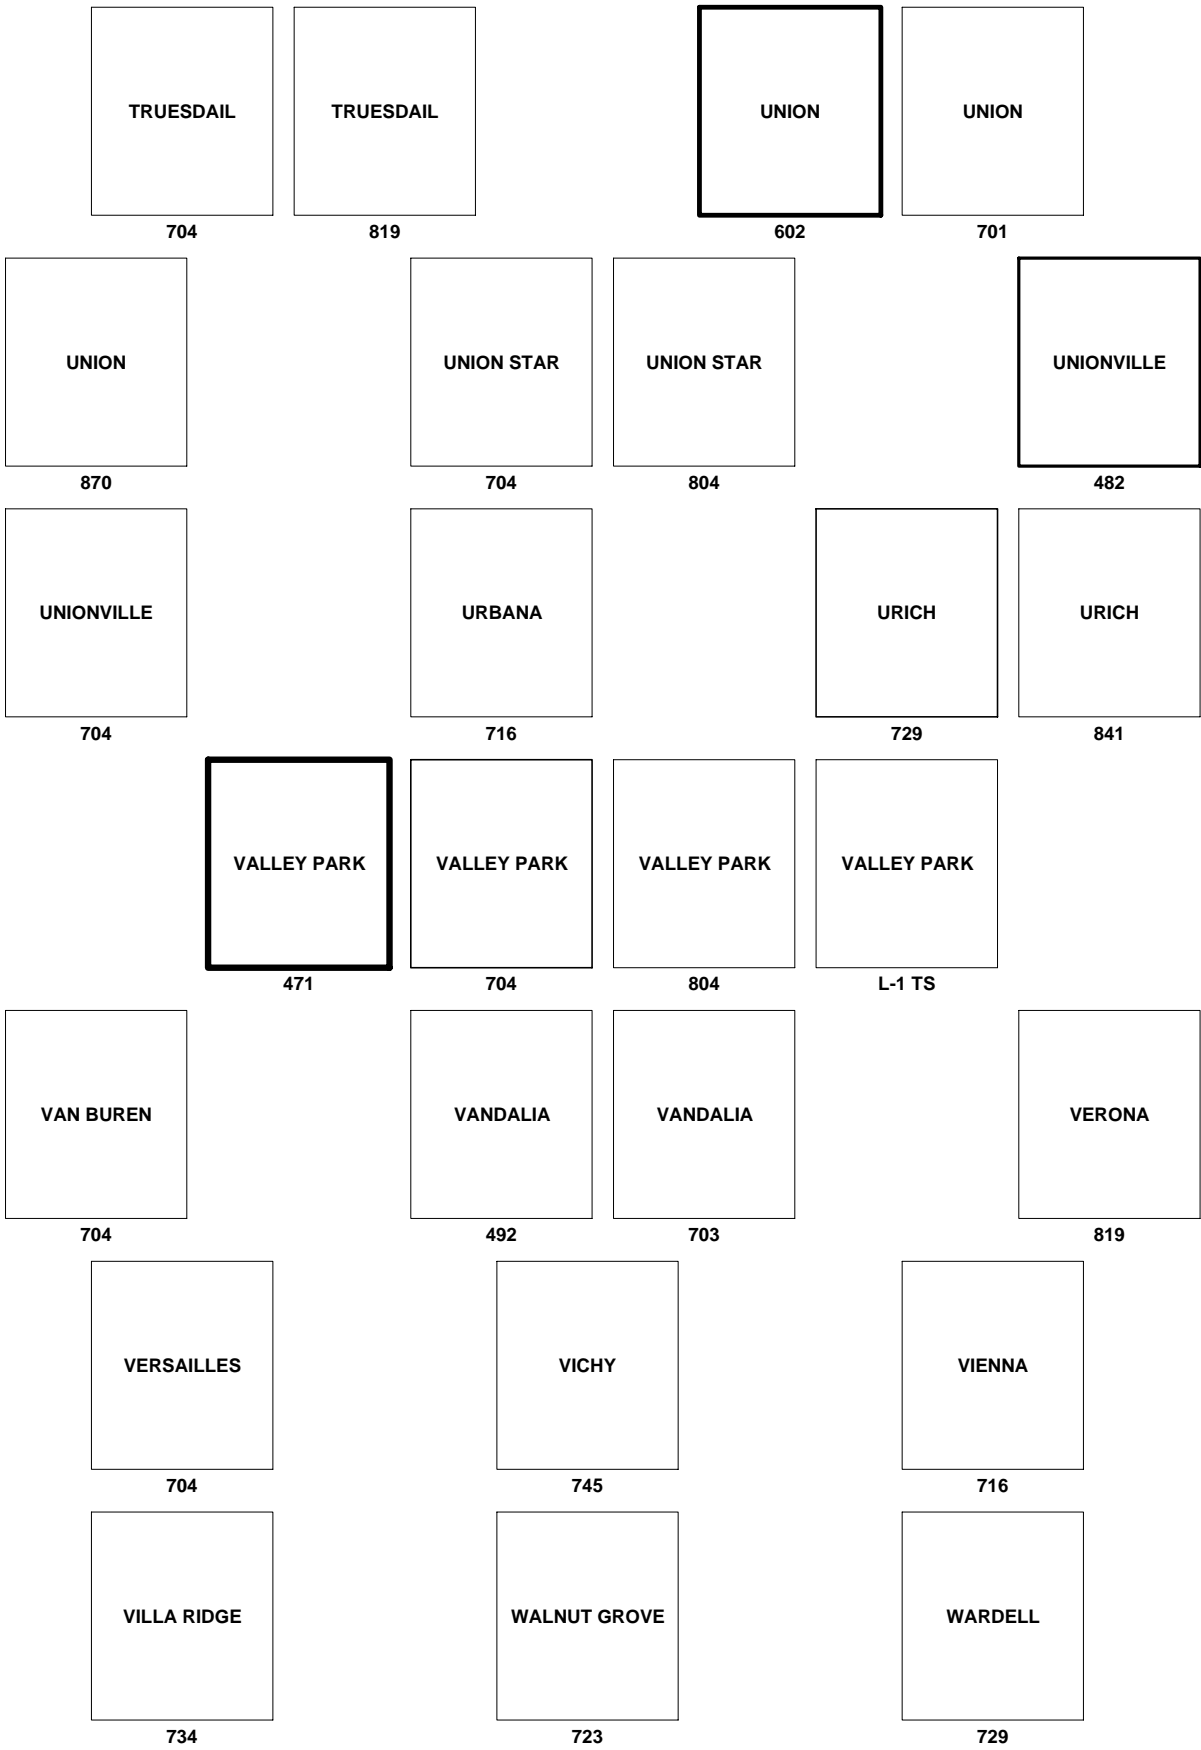 TRUESDAIL TRUESDAIL UNION UNION
704 819 602 701
UNION UNION STAR UNION STAR UNIONVILLE
870 704 804 482
UNIONVILLE URBANA URICH URICH
704 716 729 841
VALLEY PARK VALLEY PARK VALLEY PARK VALLEY PARK
471 704 804 L-1 TS
VAN BUREN VANDALIA VANDALIA VERONA
704 492 703 819
VERSAILLES VICHY VIENNA
704 745 716
VILLA RIDGE WALNUT GROVE WARDELL
734 723 729